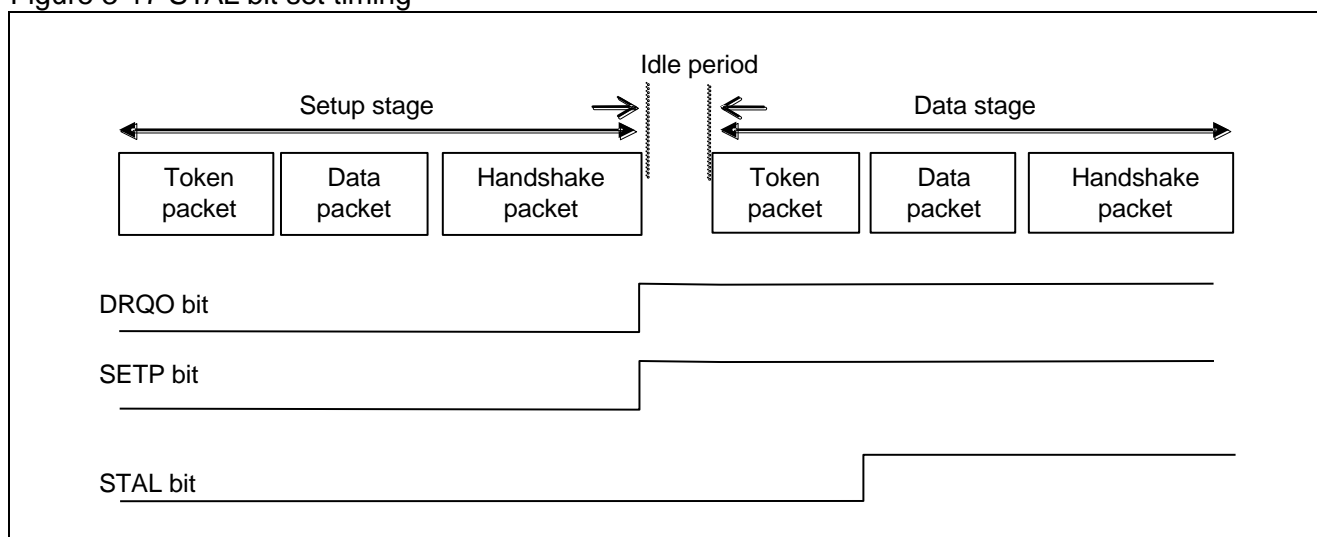 Idle period
Setup stage
Data stage
Token
packet
Data
packet
Handshake
packet
Token
packet
Data
packet
Handshake
packet
DRQO bit
SETP bit
STAL bit